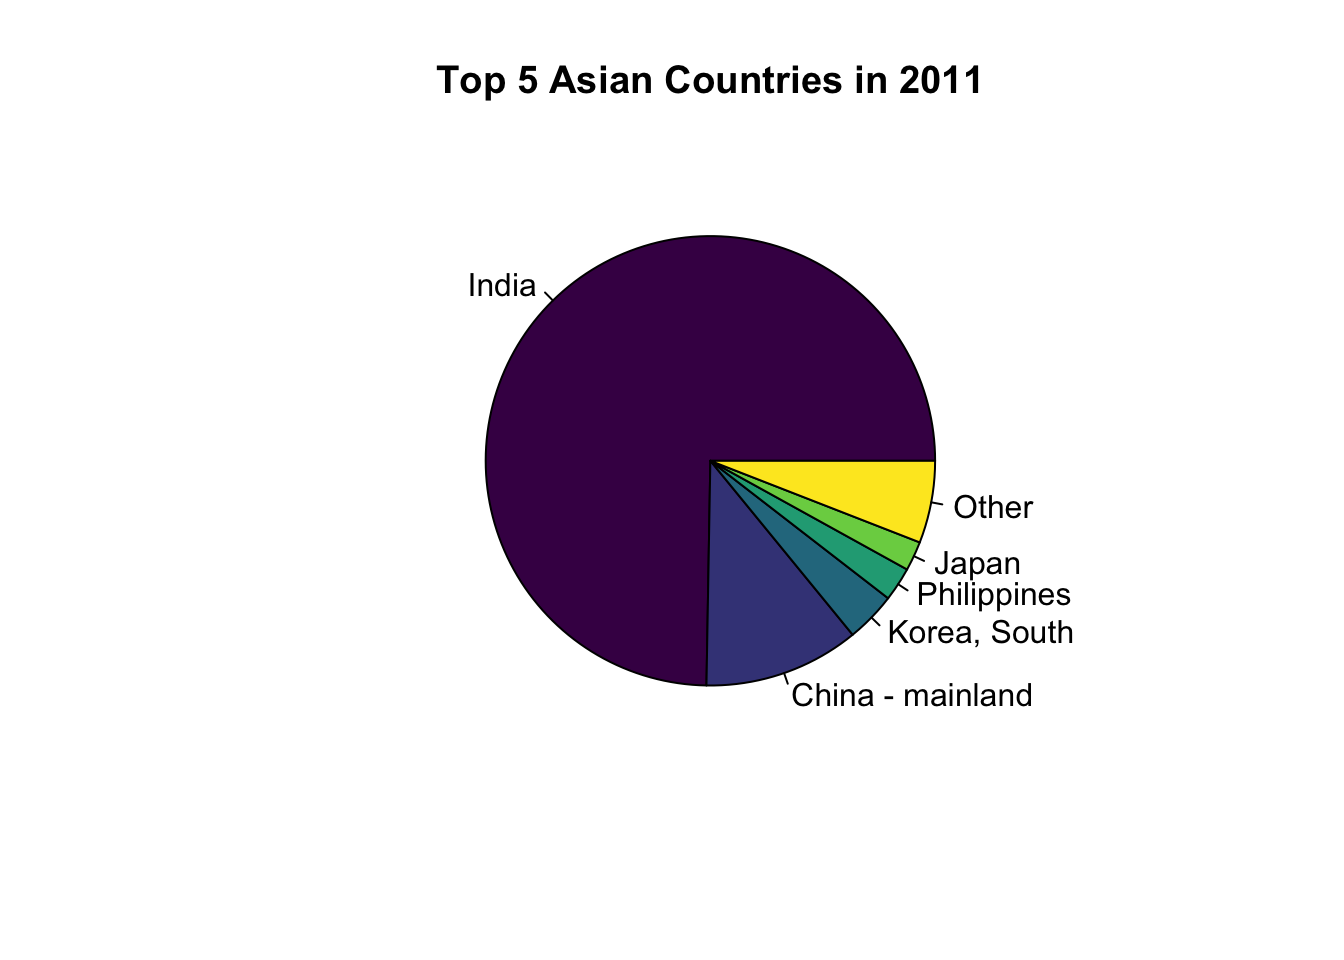 Top 5 Asian Countries in 2011
India
Other
Japan
Philippines
Korea, South
China - mainland